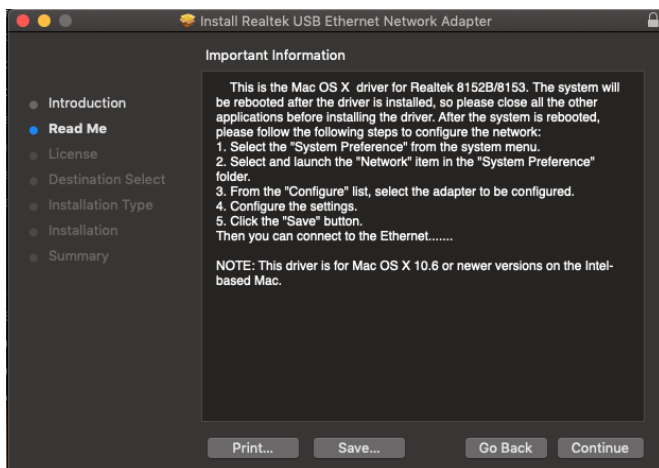 Install Realtek USB Ethernet Network Adapter
Important Information
Introduction
Read Me
License
Destination Select
Installation Type
Installation
Summary
This is the Mac OS X driver for Realtek 8152B/8153. The system will
be rebooted after the driver is installed, so please close all the other
applications before installing the driver. After the system is rebooted,
please follow the following steps to configure the network:
1. Select the "System Preference" from the system menu.
2. Select and launch the "Network" item in the "System Preference"
folder.
3. From the "Configure" list, select the adapter to be configured.
4. Configure the settings.
5. Click the "Save" button.
Then you can connect to the Ethernet.......
NOTE: This driver is for Mac OS X 10.6 or newer versions on the Intel-
based Mac.
Print...
Save...
Go Back
Continue